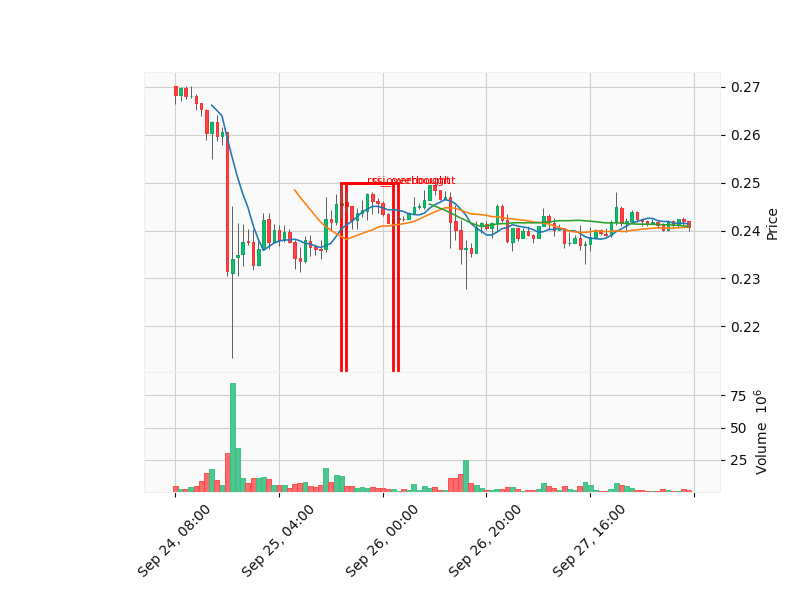 0.27
0.26
0.25
0.24
0.23
0.22
Price
75
50
25
Volume 10⁶
Sep 24, 08:00
Sep 25, 04:00
Sep 26, 00:00
Sep 26, 20:00
Sep 27, 16:00